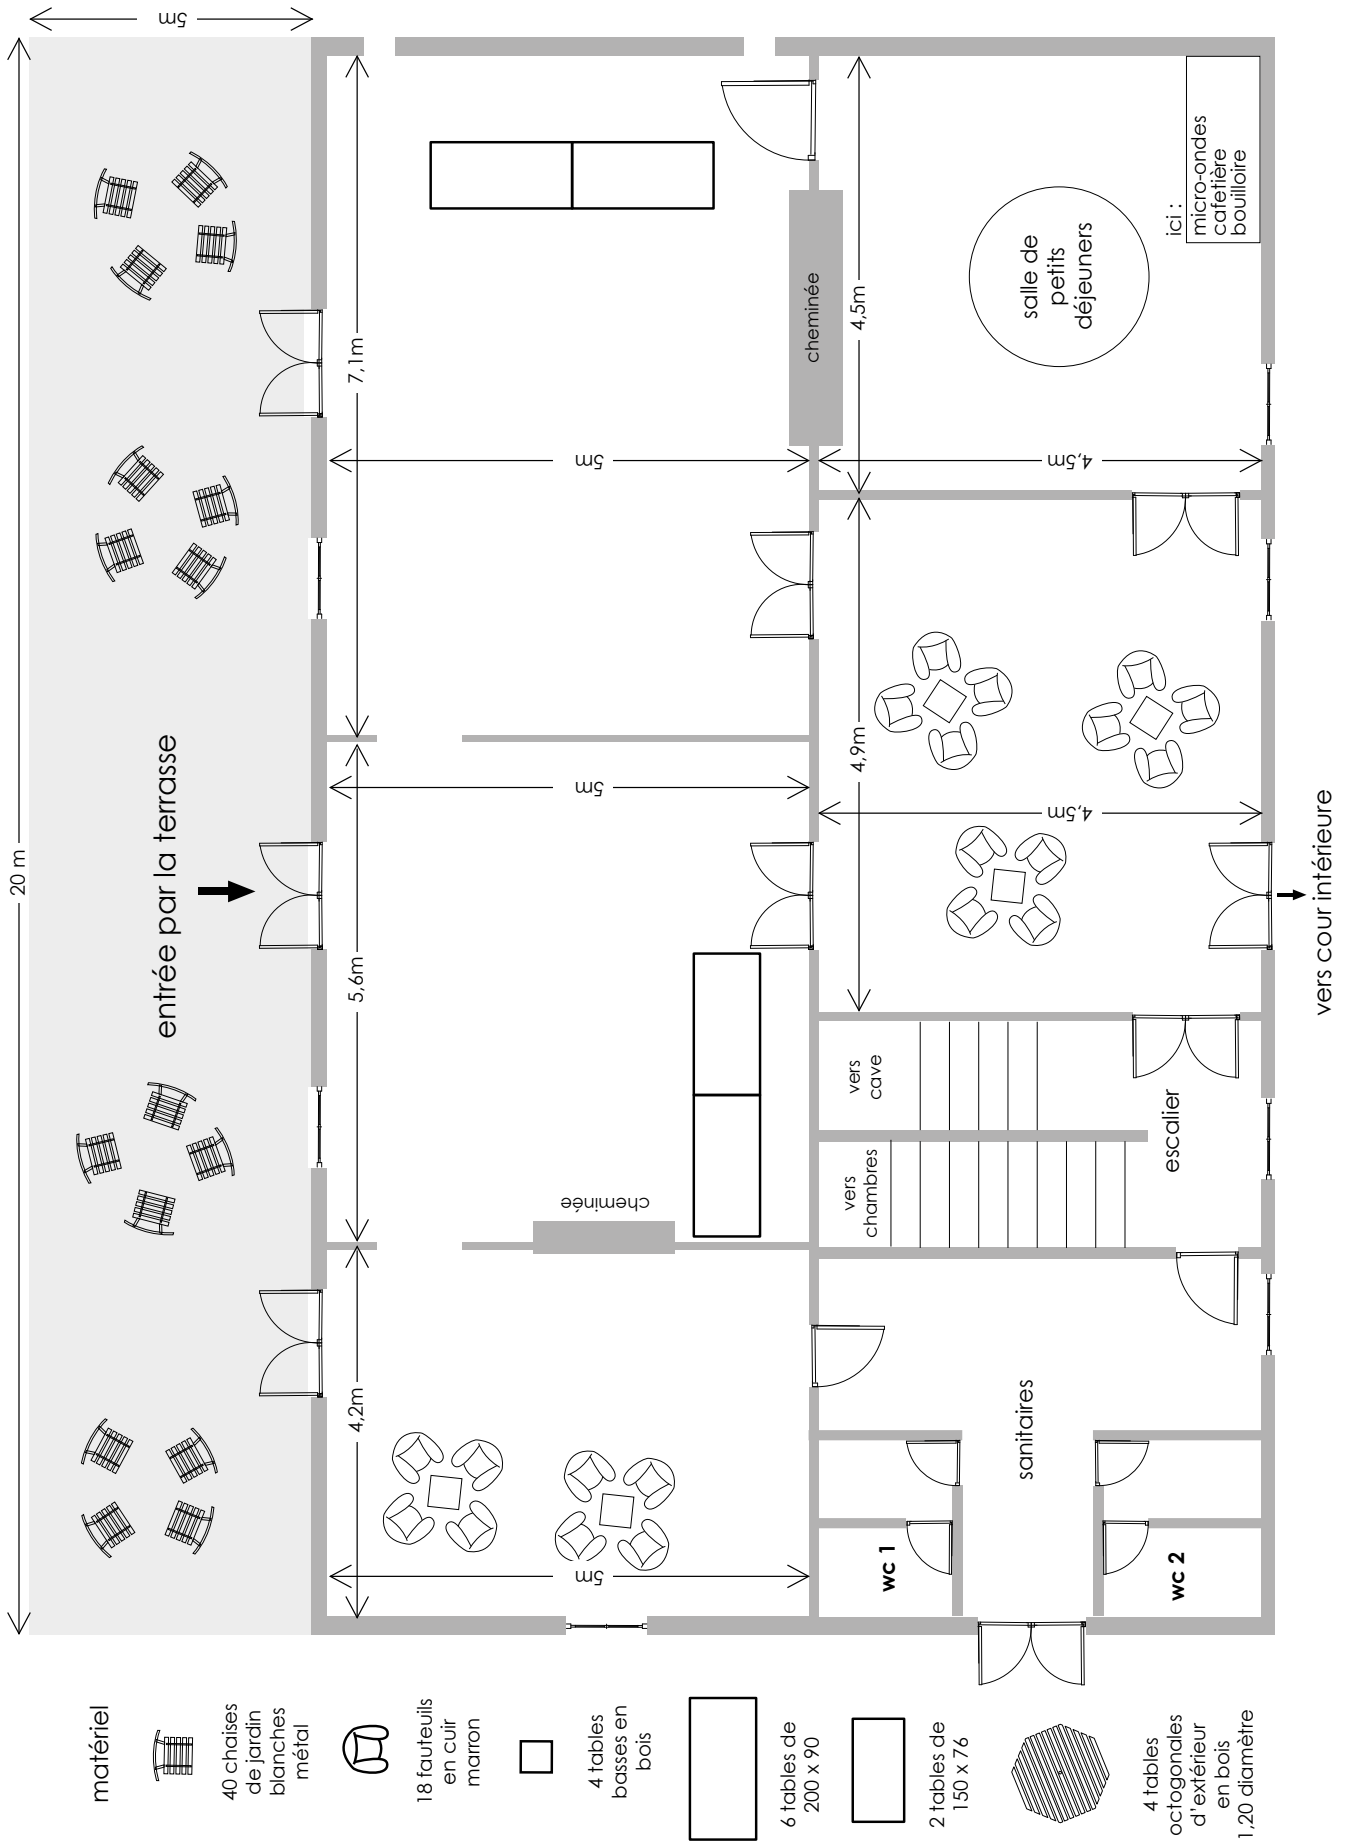 20 m
5m
entrée par la terrasse
7,1m
5m
cheminée
4,5m
4,5m
salle de
petits
déjeuners
ici :
micro-ondes
cafetière
bouilloire
5,6m
5m
cheminée
4,9m
4,5m
vers cour intérieure
vers
cave
vers
chambres
escalier
4,2m
5m
sanitaires
wc 1
wc 2
matériel
40 chaises
de jardin
blanches
métal
18 fauteuils
en cuir
marron
4 tables
basses en
bois
6 tables de
200 x 90
2 tables de
150 x 76
4 tables
octogonales
d'extérieur
en bois
1,20 diamètre